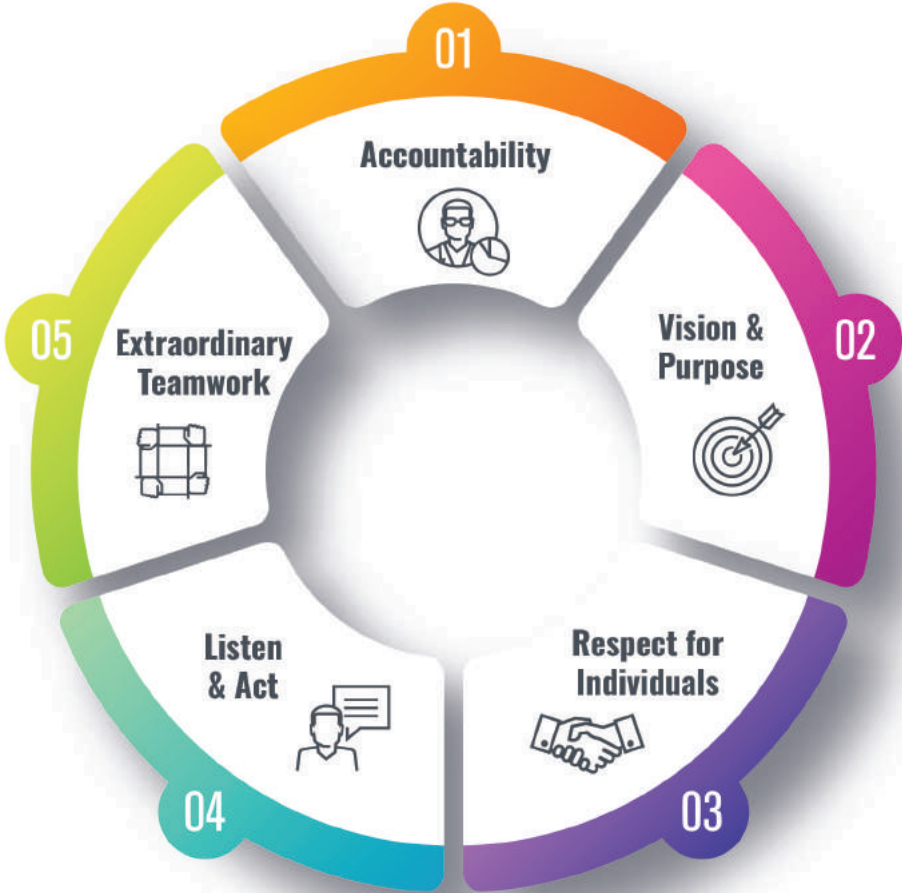 01
Accountability
02
Vision &
Purpose
03
Respect for
Individuals
04
Listen
& Act
05
Extraordinary
Teamwork